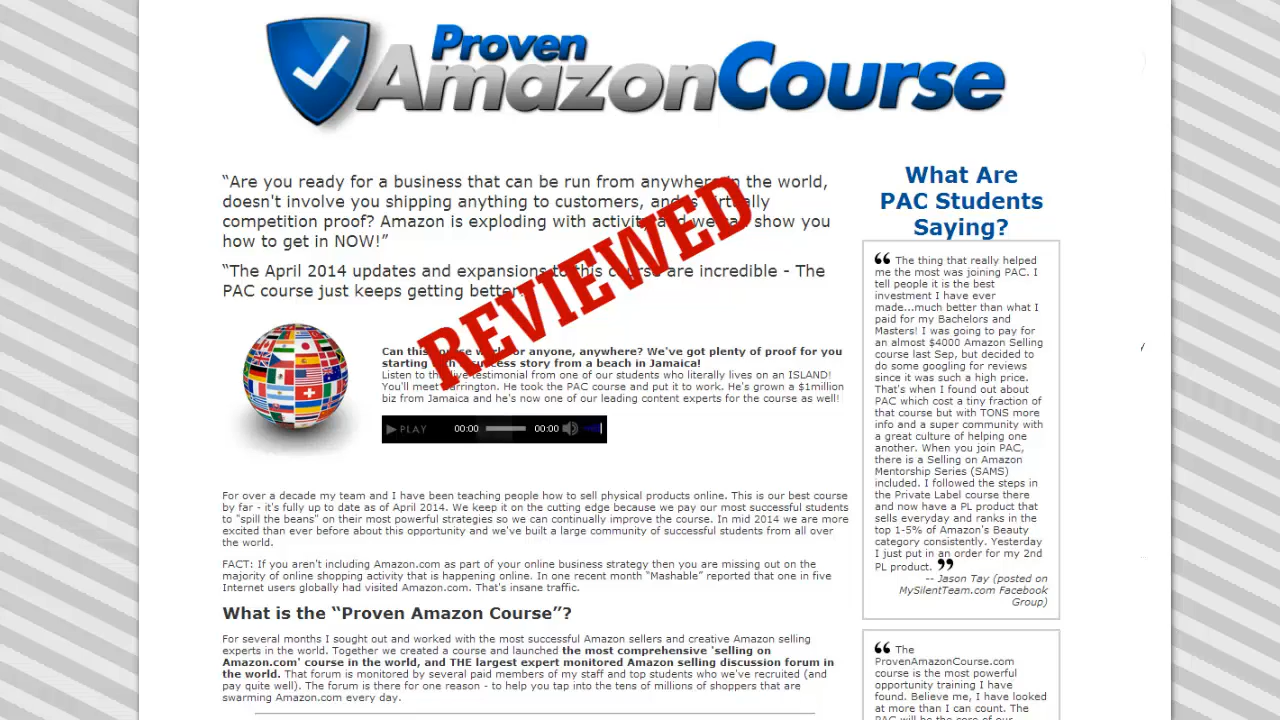 Proven
AmazonCourse
“Are you ready for a business that can be run from anywhere in the world,
doesn't involve you shipping anything to customers, and is virtually
competition proof? Amazon is exploding with activity and we can show you
how to get in NOW!”
“The April 2014 updates and expansions to this course are incredible - The
PAC course just keeps getting better.
REVIEWED
Can this course work for anyone, anywhere? We've got plenty of proof for you
starting with a success story from a beach in Jamaica!
Listen to the live testimonial from one of our students who literally lives on an ISLAND!
You'll meet Jarrington. He took the PAC course and put it to work. He's grown a $1million
biz from Jamaica and he's now one of our leading content experts for the course as well!
PLAY 00:00 00:00
For over a decade my team and I have been teaching people how to sell physical products online. This is our best course
by far - it's fully up to date as of April 2014. We keep it on the cutting edge because we pay our most successful students
to "spill the beans" on their most powerful strategies so we can continually improve the course. In mid 2014 we are more
excited than ever before about this opportunity and we've built a large community of successful students from all over
the world.
FACT: If you aren't including Amazon.com as part of your online business strategy then you are missing out on the
majority of online shopping activity that is happening online. In one recent month “Mashable” reported that one in five
Internet users globally had visited Amazon.com. That's insane traffic.
What is the “Proven Amazon Course”?
For several months I sought out and worked with the most successful Amazon sellers and creative Amazon selling
experts in the world. Together we created a course and launched the most comprehensive 'selling on
Amazon.com' course in the world, and THE largest expert monitored Amazon selling discussion forum in
the world. That forum is monitored by several paid members of my staff and top students who we've recruited (and
pay quite well). The forum is there for one reason - to help you tap into the tens of millions of shoppers that are
swarming Amazon.com every day.
What Are
PAC Students
Saying?
“ The thing that really helped
me the most was joining PAC. I
tell people it is the best
investment I have ever
made...much better than what I
paid for my Bachelors and
Masters! I was going to pay for
an almost $4000 Amazon Selling
course last Sep, but decided to
do some googling for reviews
since it was such a high price.
That's when I found out about
PAC which cost a tiny fraction of
that course but with TONS more
info and a super community with
a great culture of helping one
another. When you join PAC,
there is a Selling on Amazon
Mentorship Series (SAMS)
included. I followed the steps in
the Private Label course there
and now have a PL product that
sells everyday and ranks in the
top 1-5% of Amazon's Beauty
category consistently. Yesterday
I just put in an order for my 2nd
PL product. ”
-- Jason Tay (posted on
MySilentTeam.com Facebook
Group)
“ The
ProvenAmazonCourse.com
course is the most powerful
opportunity training I have
found. Believe me, I have looked
at more than I can count. The
PAC will be the core of our